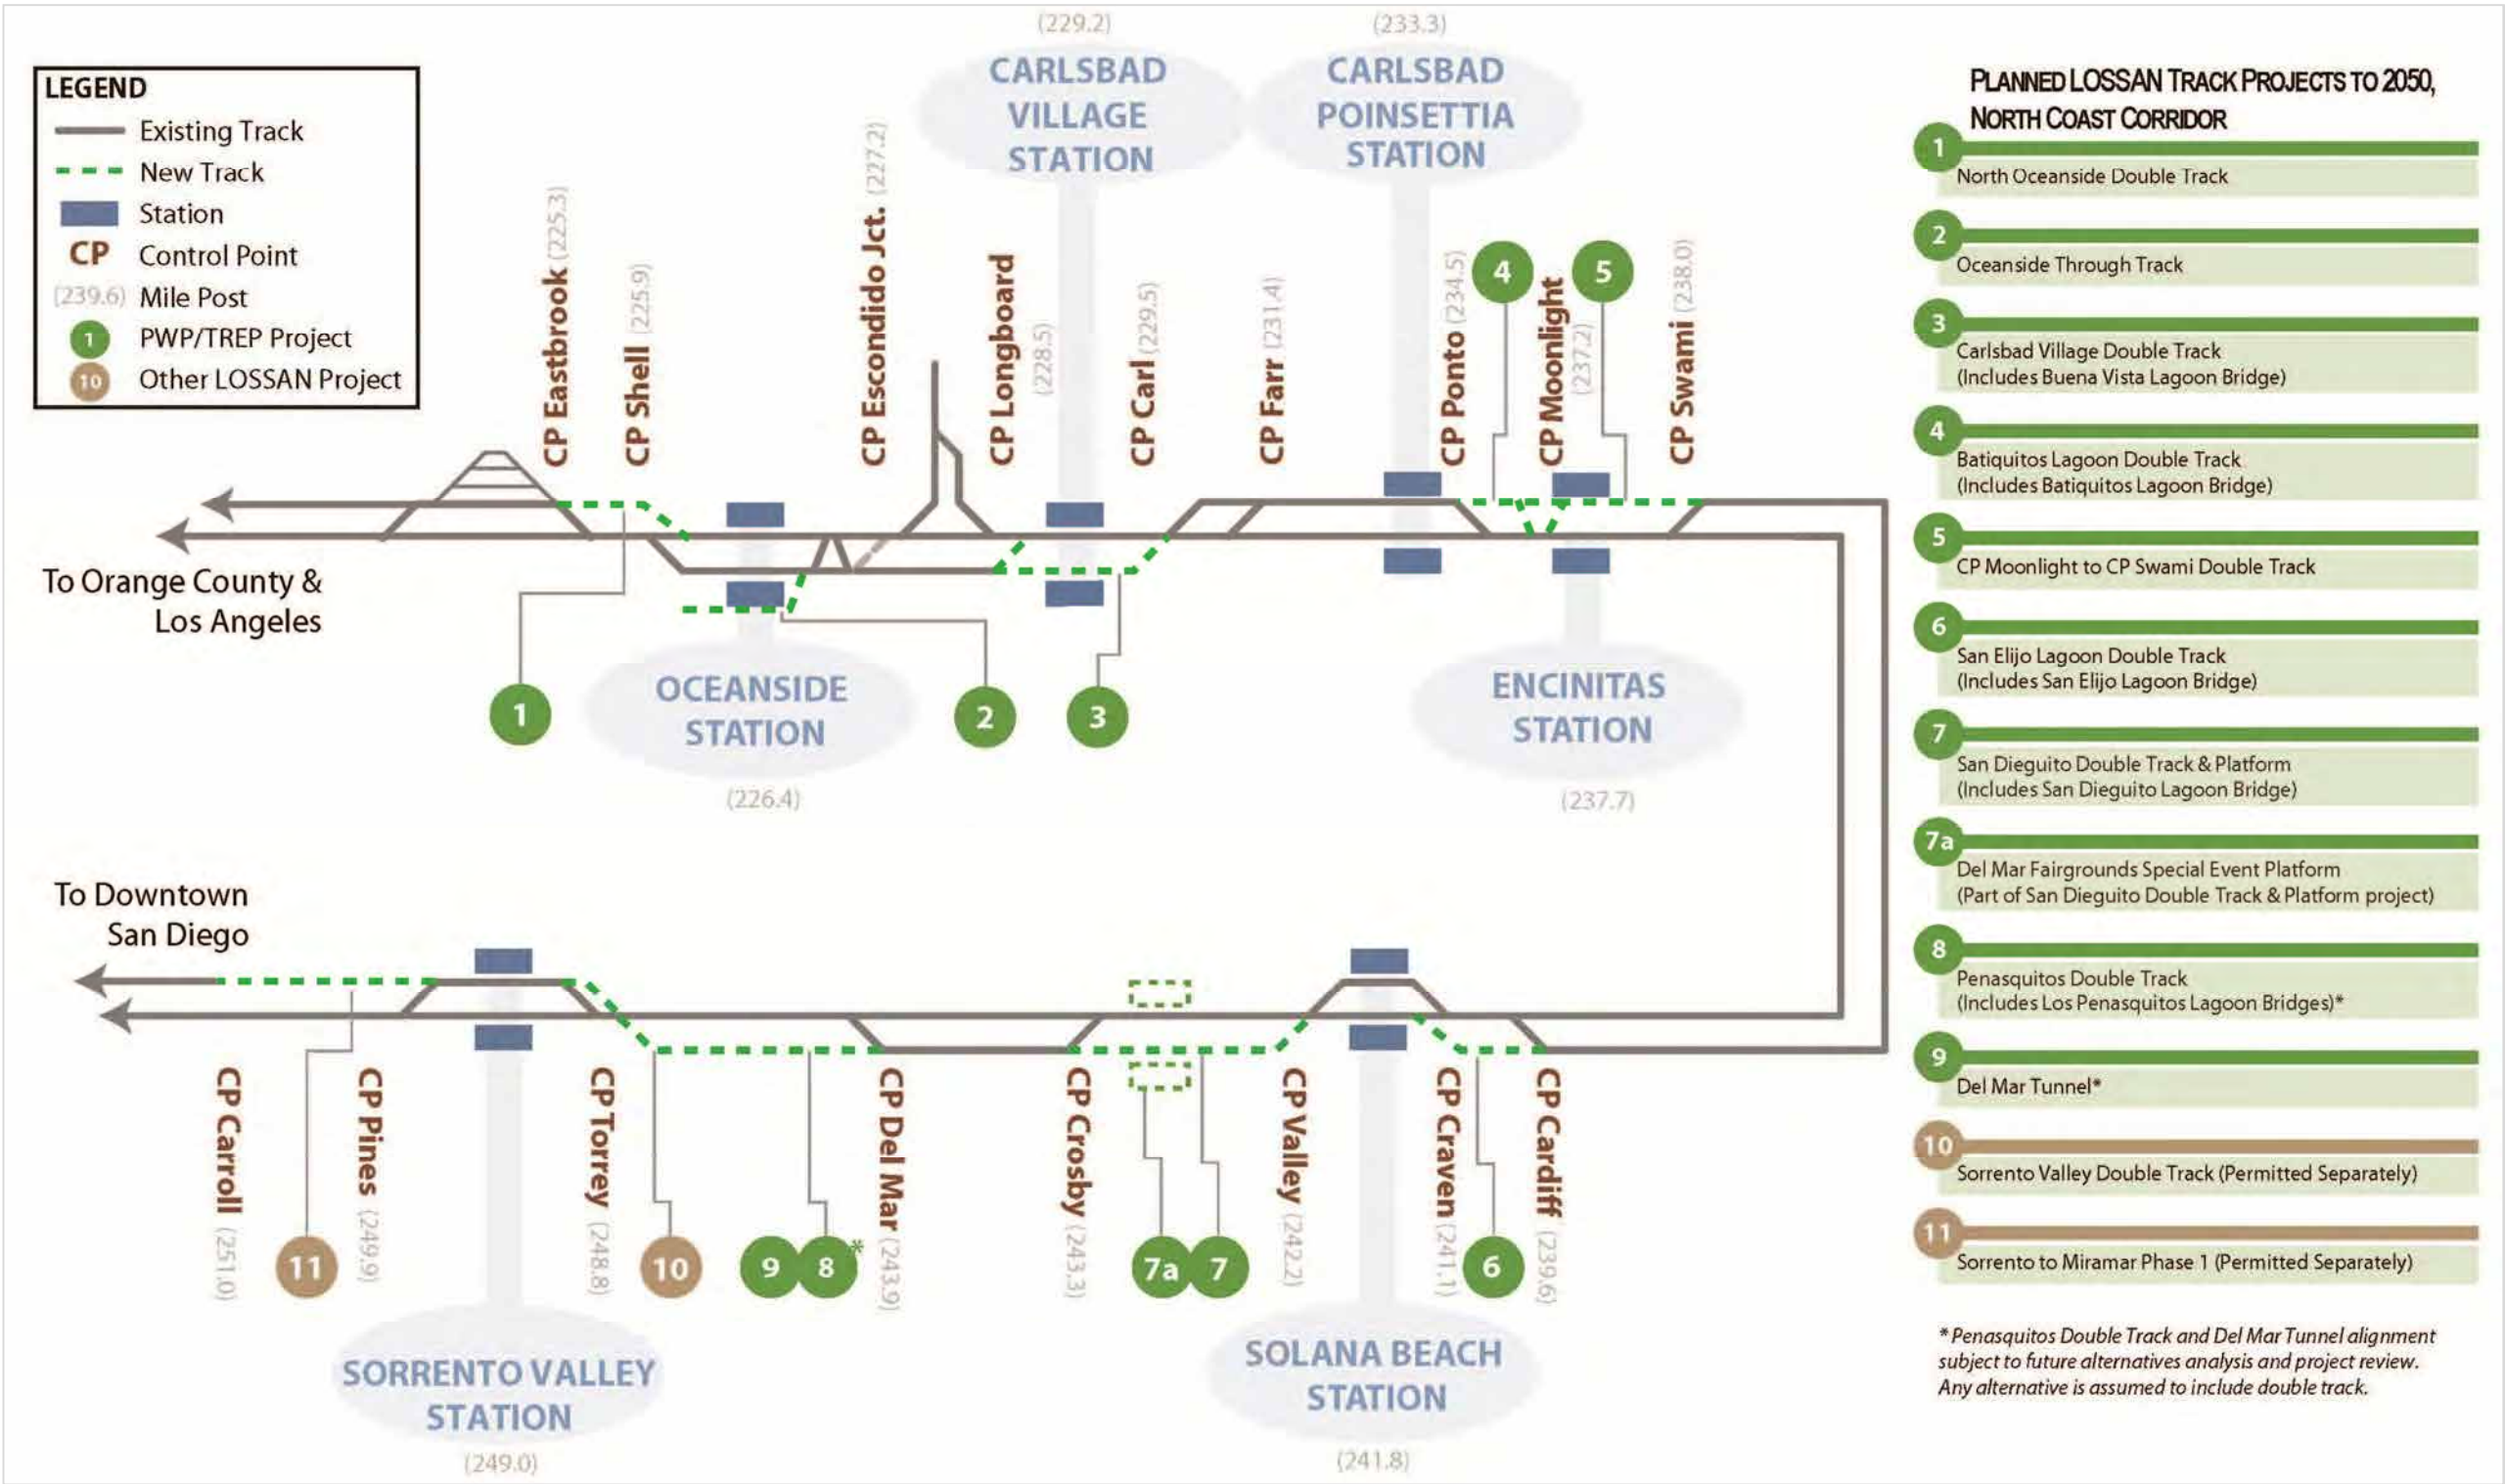 LEGEND
Existing Track
New Track
Station
CP Control Point
(239.6) Mile Post
1 PWP/TREP Project
10 Other LOSSAN Project
(229.2)
CARLSBAD
VILLAGE
STATION
(233.3)
CARLSBAD
POINSETTIA
STATION
CP Eastbrook (225.3)
CP Shell (225.9)
CP Escondido Jct. (227.2)
CP Longboard
(228.5)
CP Carl (229.5)
CP Farr (231.4)
CP Ponto (234.5)
4
CP Moonlight
(237.2)
5
CP Swami (238.0)
To Orange County &
Los Angeles
1
OCEANSIDE
STATION
(226.4)
2
3
ENCINITAS
STATION
(237.7)
To Downtown
San Diego
CP Carroll (251.0)
11
CP Pines (249.9)
CP Torrey (248.8)
10
9
8*
CP Del Mar (243.9)
CP Crosby (243.3)
7a
7
CP Valley (242.2)
CP Craven (241.1)
6
CP Cardiff (239.6)
SORRENTO VALLEY
STATION
(249.0)
SOLANA BEACH
STATION
(241.8)
PLANNED LOSSAN TRACK PROJECTS TO 2050,
NORTH COAST CORRIDOR
1
North Oceanside Double Track
2
Oceanside Through Track
3
Carlsbad Village Double Track
(Includes Buena Vista Lagoon Bridge)
4
Batiquitos Lagoon Double Track
(Includes Batiquitos Lagoon Bridge)
5
CP Moonlight to CP Swami Double Track
6
San Elijo Lagoon Double Track
(Includes San Elijo Lagoon Bridge)
7
San Dieguito Double Track & Platform
(Includes San Dieguito Lagoon Bridge)
7a
Del Mar Fairgrounds Special Event Platform
(Part of San Dieguito Double Track & Platform project)
8
Penasquitos Double Track
(Includes Los Penasquitos Lagoon Bridges)*
9
Del Mar Tunnel*
10
Sorrento Valley Double Track (Permitted Separately)
11
Sorrento to Miramar Phase 1 (Permitted Separately)
* Penasquitos Double Track and Del Mar Tunnel alignment
subject to future alternatives analysis and project review.
Any alternative is assumed to include double track.